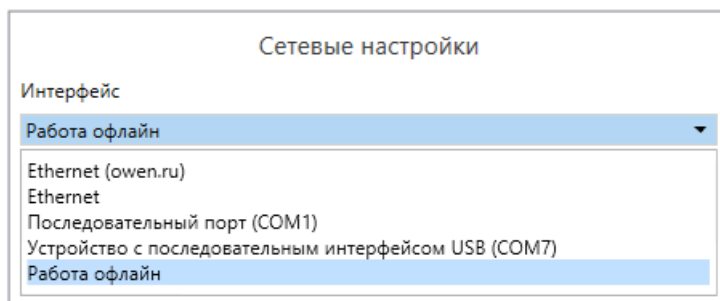 Сетевые настройки
Интерфейс
Работа офлайн
Ethernet (owen.ru)
Ethernet
Последовательный порт (COM1)
Устройство с последовательным интерфейсом USB (COM7)
Работа офлайн